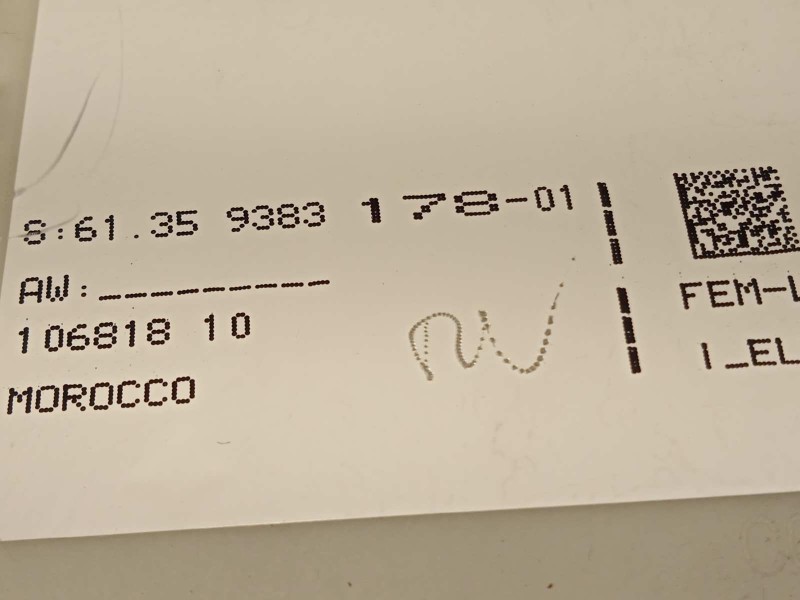 S:61.35 9383 178-01
AW:_________
106818 10
MOROCCO
FEM-L
I_EL